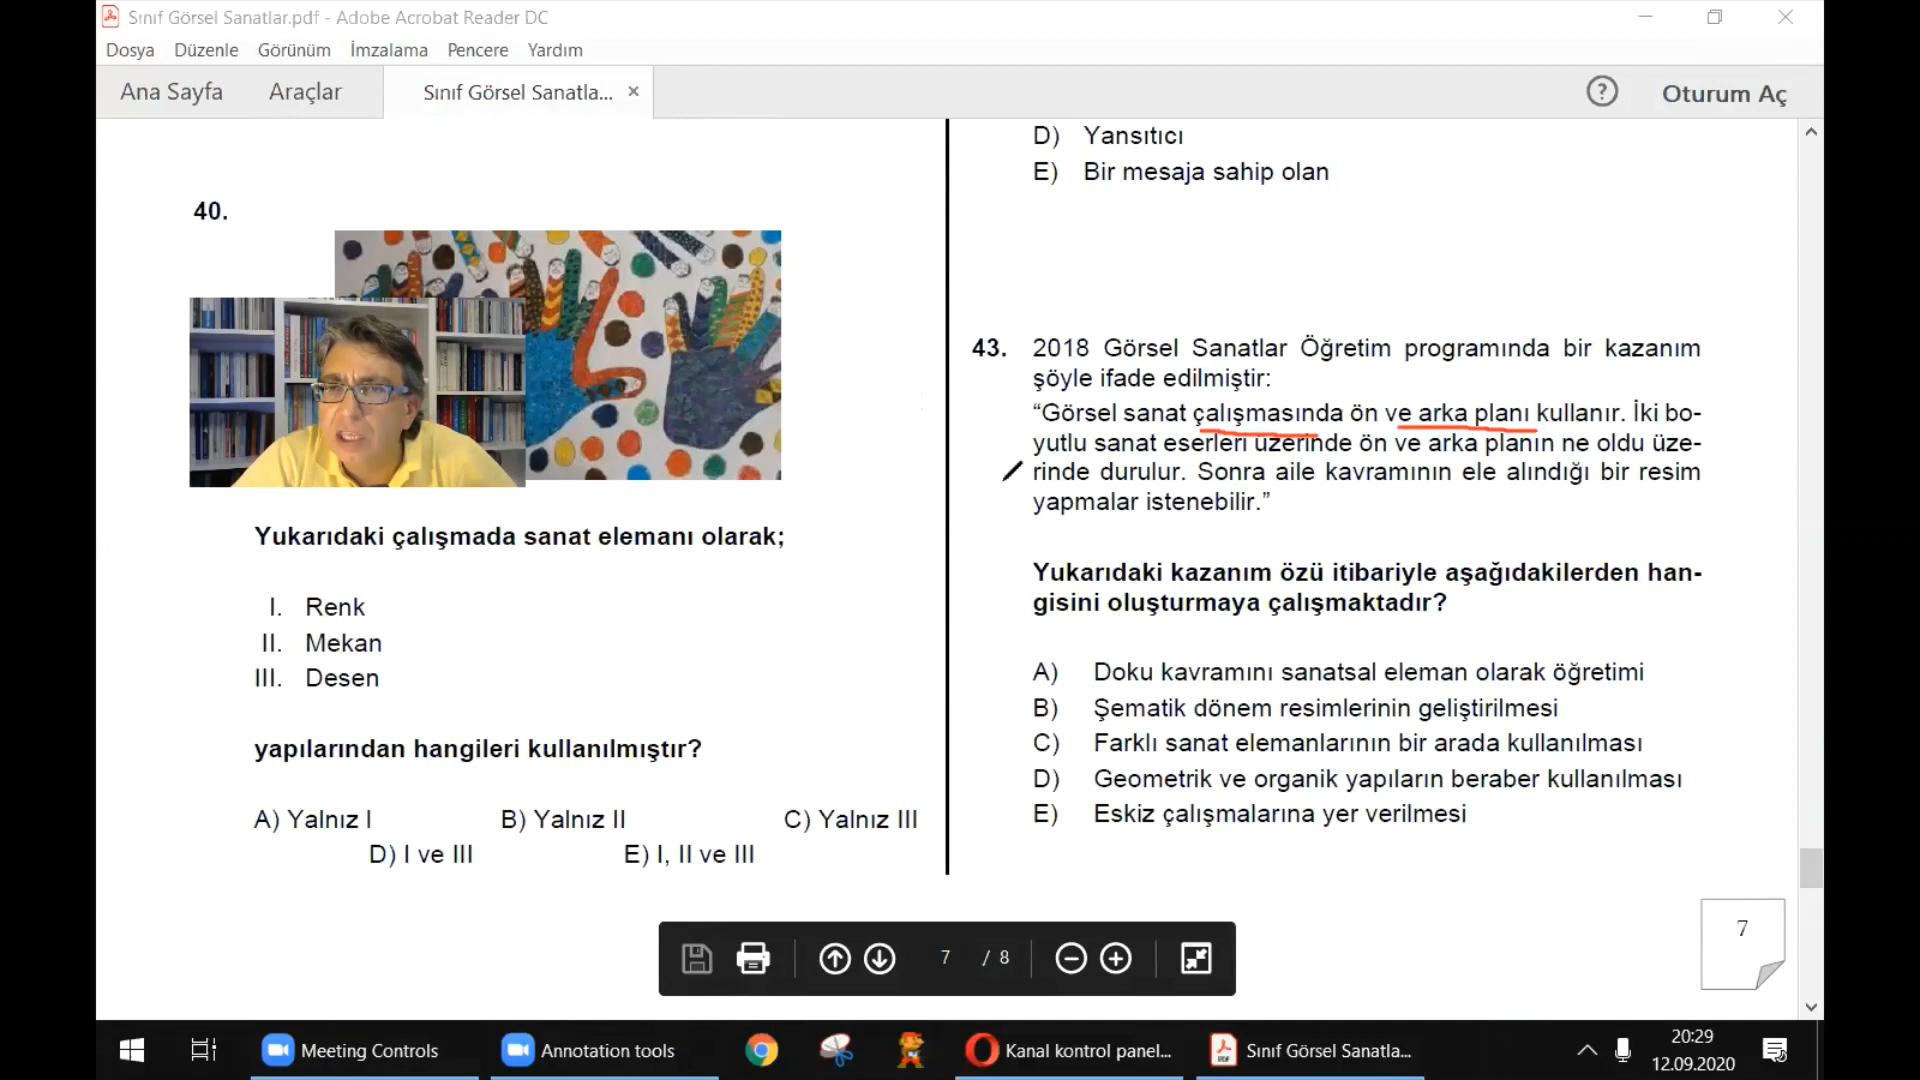 Sınıf Görsel Sanatlar.pdf - Adobe Acrobat Reader DC
Dosya Düzenle Görünüm İmzalama Pencere Yardım
Ana Sayfa Araçlar Sınıf Görsel Sanatla... × ? Oturum Aç
40.
Yukarıdaki çalışmada sanat elemanı olarak;
I. Renk
II. Mekan
III. Desen
yapılarından hangileri kullanılmıştır?
A) Yalnız I B) Yalnız II C) Yalnız III
D) I ve III E) I, II ve III
D) Yansıtıcı
E) Bir mesaja sahip olan
43. 2018 Görsel Sanatlar Öğretim programında bir kazanım
şöyle ifade edilmiştir:
“Görsel sanat çalışmasında ön ve arka planı kullanır. İki bo-
yutlu sanat eserleri üzerinde ön ve arka planın ne oldu üze-
rinde durulur. Sonra aile kavramının ele alındığı bir resim
yapmalar istenebilir.”
Yukarıdaki kazanım özü itibariyle aşağıdakilerden han-
gisini oluşturmaya çalışmaktadır?
A) Doku kavramını sanatsal eleman olarak öğretimi
B) Şematik dönem resimlerinin geliştirilmesi
C) Farklı sanat elemanlarının bir arada kullanılması
D) Geometrik ve organik yapıların beraber kullanılması
E) Eskiz çalışmalarına yer verilmesi
7
7 / 8
Meeting Controls Annotation tools Kanal kontrol panel... Sınıf Görsel Sanatla...
20:29
12.09.2020